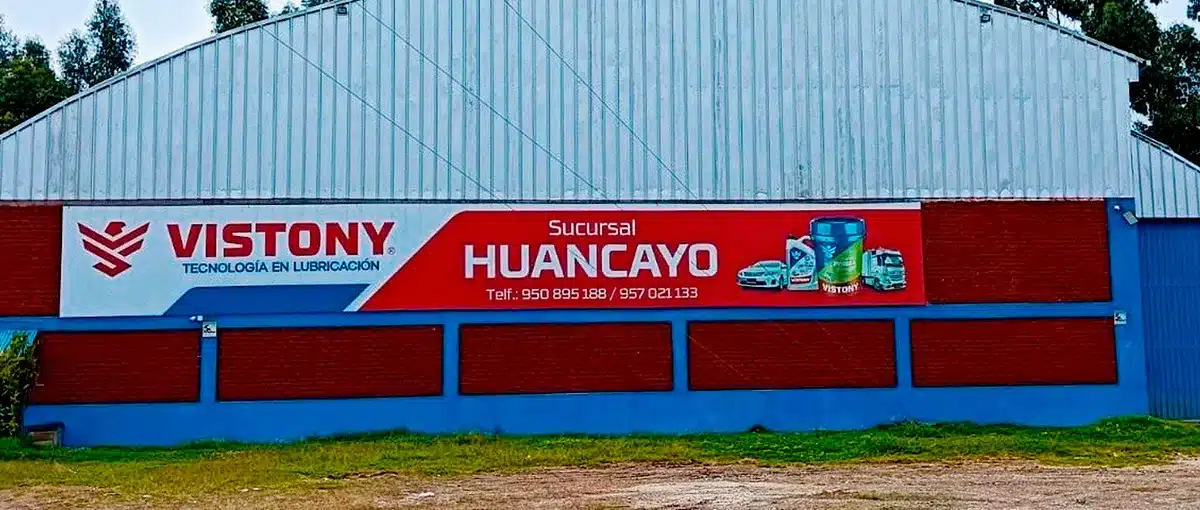 VISTONY®
TECNOLOGÍA EN LUBRICACIÓN
Sucursal
HUANCAYO
Telf.: 950 895 188 / 957 021 133
VISTONY